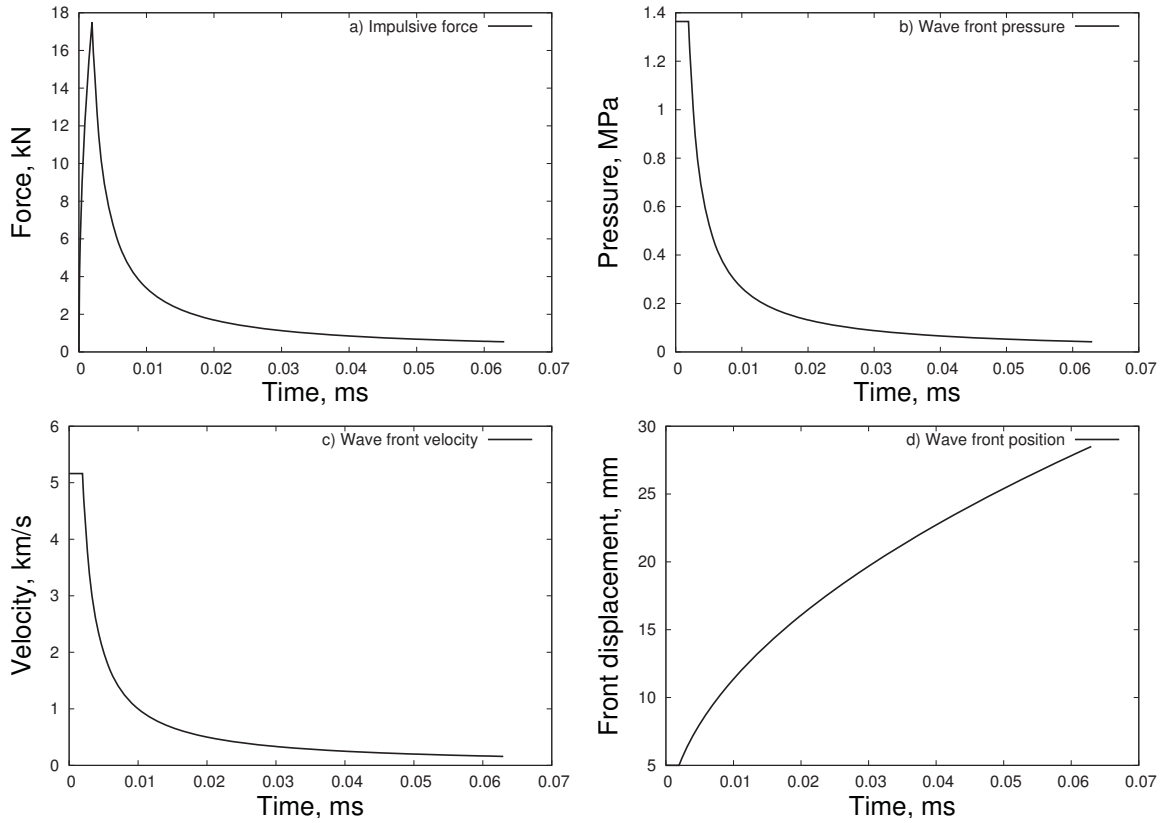 a) Impulsive force
Force, kN
18
16
14
12
10
8
6
4
2
0
0 0.01 0.02 0.03 0.04 0.05 0.06 0.07
Time, ms
b) Wave front pressure
Pressure, MPa
1.4
1.2
1
0.8
0.6
0.4
0.2
0
0 0.01 0.02 0.03 0.04 0.05 0.06 0.07
Time, ms
c) Wave front velocity
Velocity, km/s
6
5
4
3
2
1
0
0 0.01 0.02 0.03 0.04 0.05 0.06 0.07
Time, ms
d) Wave front position
Front displacement, mm
30
25
20
15
10
5
0 0.01 0.02 0.03 0.04 0.05 0.06 0.07
Time, ms